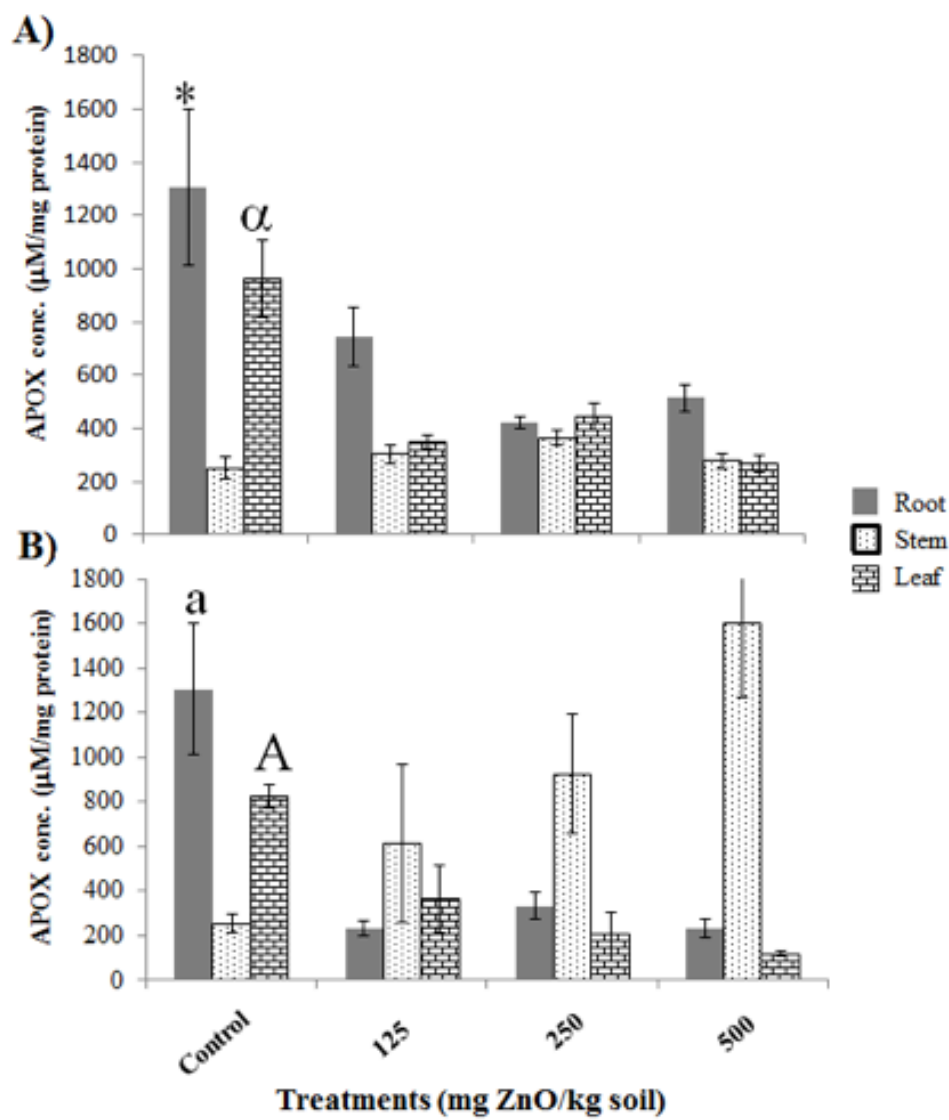 A)
1800
1600
1400
1200
1000
800
600
400
200
0
APOX conc. (μM/mg protein)
*
α
Root
Stem
Leaf
B)
1800
1600
1400
1200
1000
800
600
400
200
0
APOX conc. (μM/mg protein)
a
A
Control
125
250
500
Treatments (mg ZnO/kg soil)